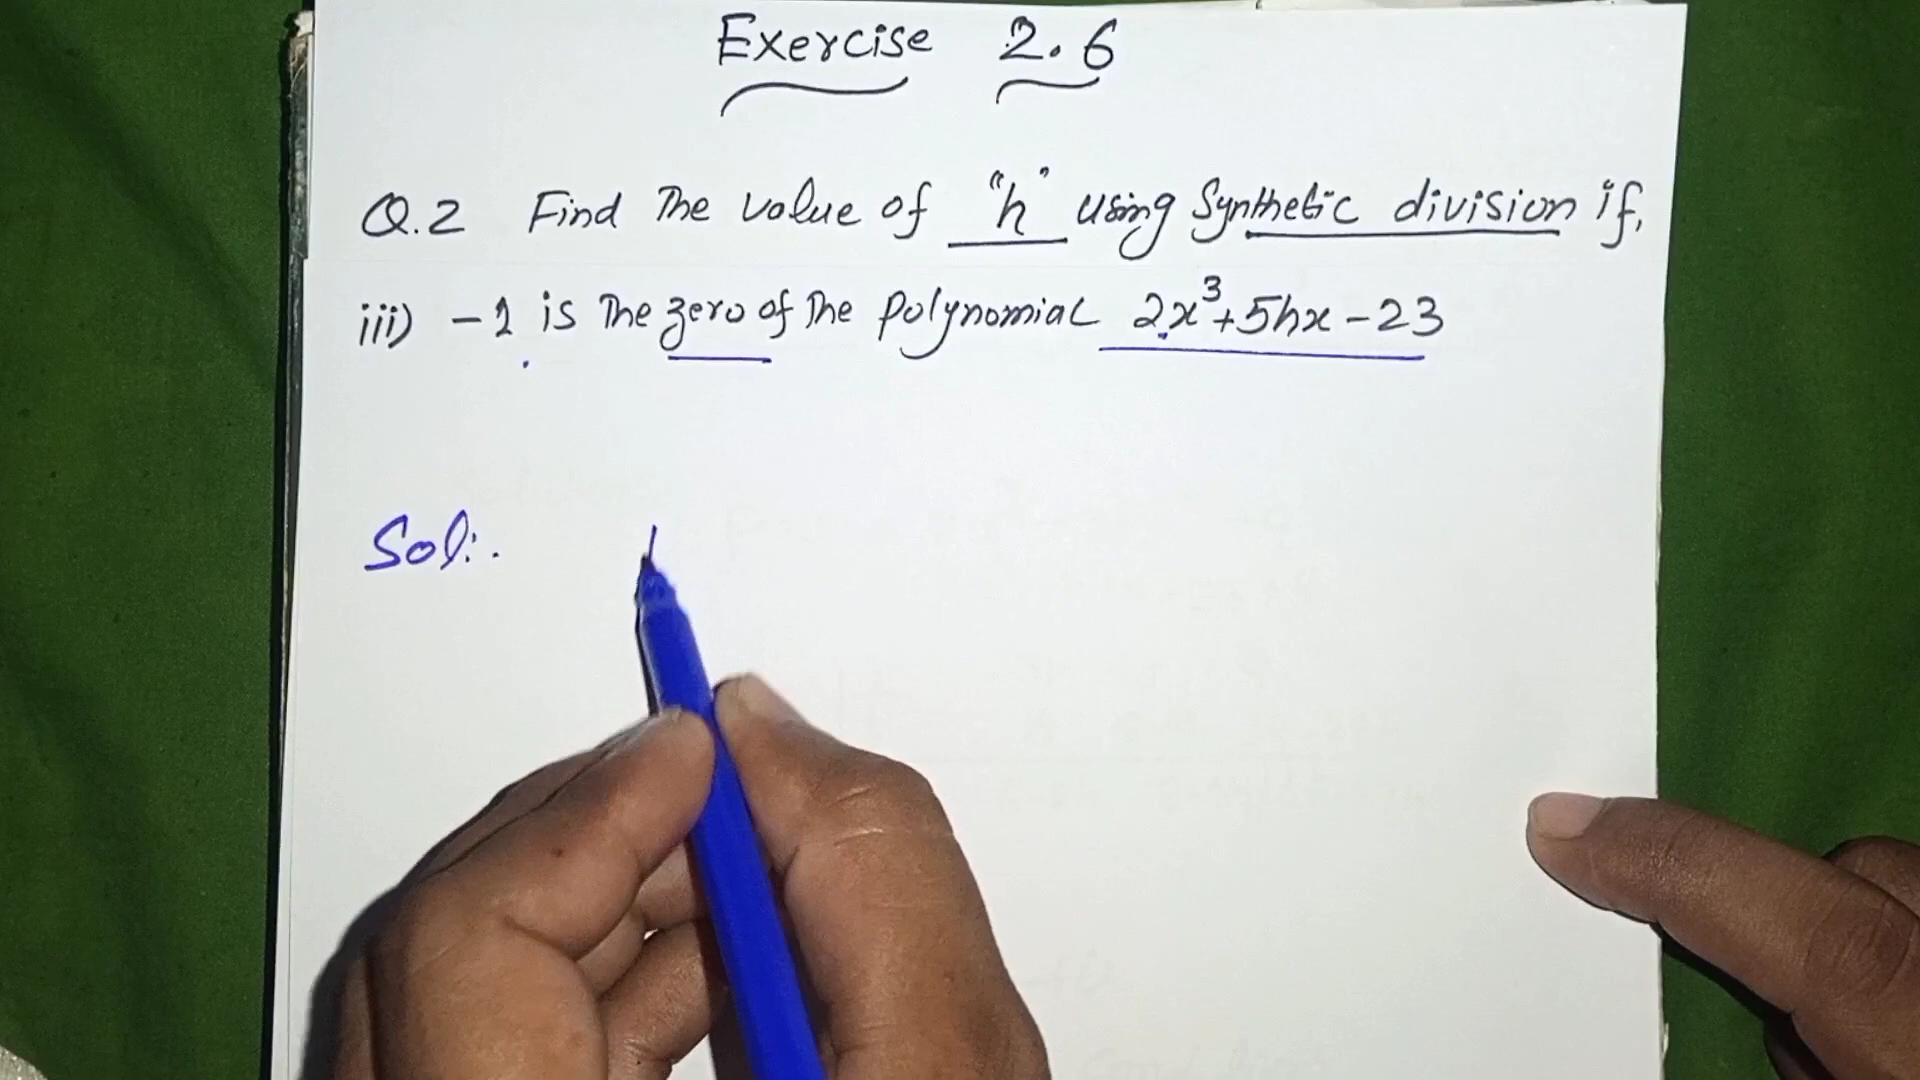 Exercise 2.6
Q.2 Find The value of "h" using Synthetic division if,
iii) -1 is The zero of The polynomial 2x³+5hx-23
Sol:.